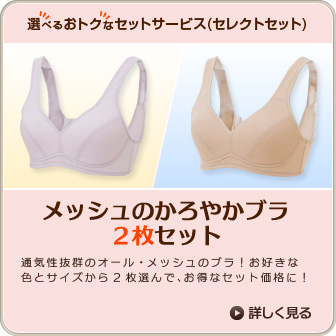 選べるおトクなセットサービス(セレクトセット)
メッシュのかろやかブラ
2枚セット
通気性抜群のオール・メッシュのブラ！お好きな
色とサイズから2枚選んで、お得なセット価格に！
詳しく見る